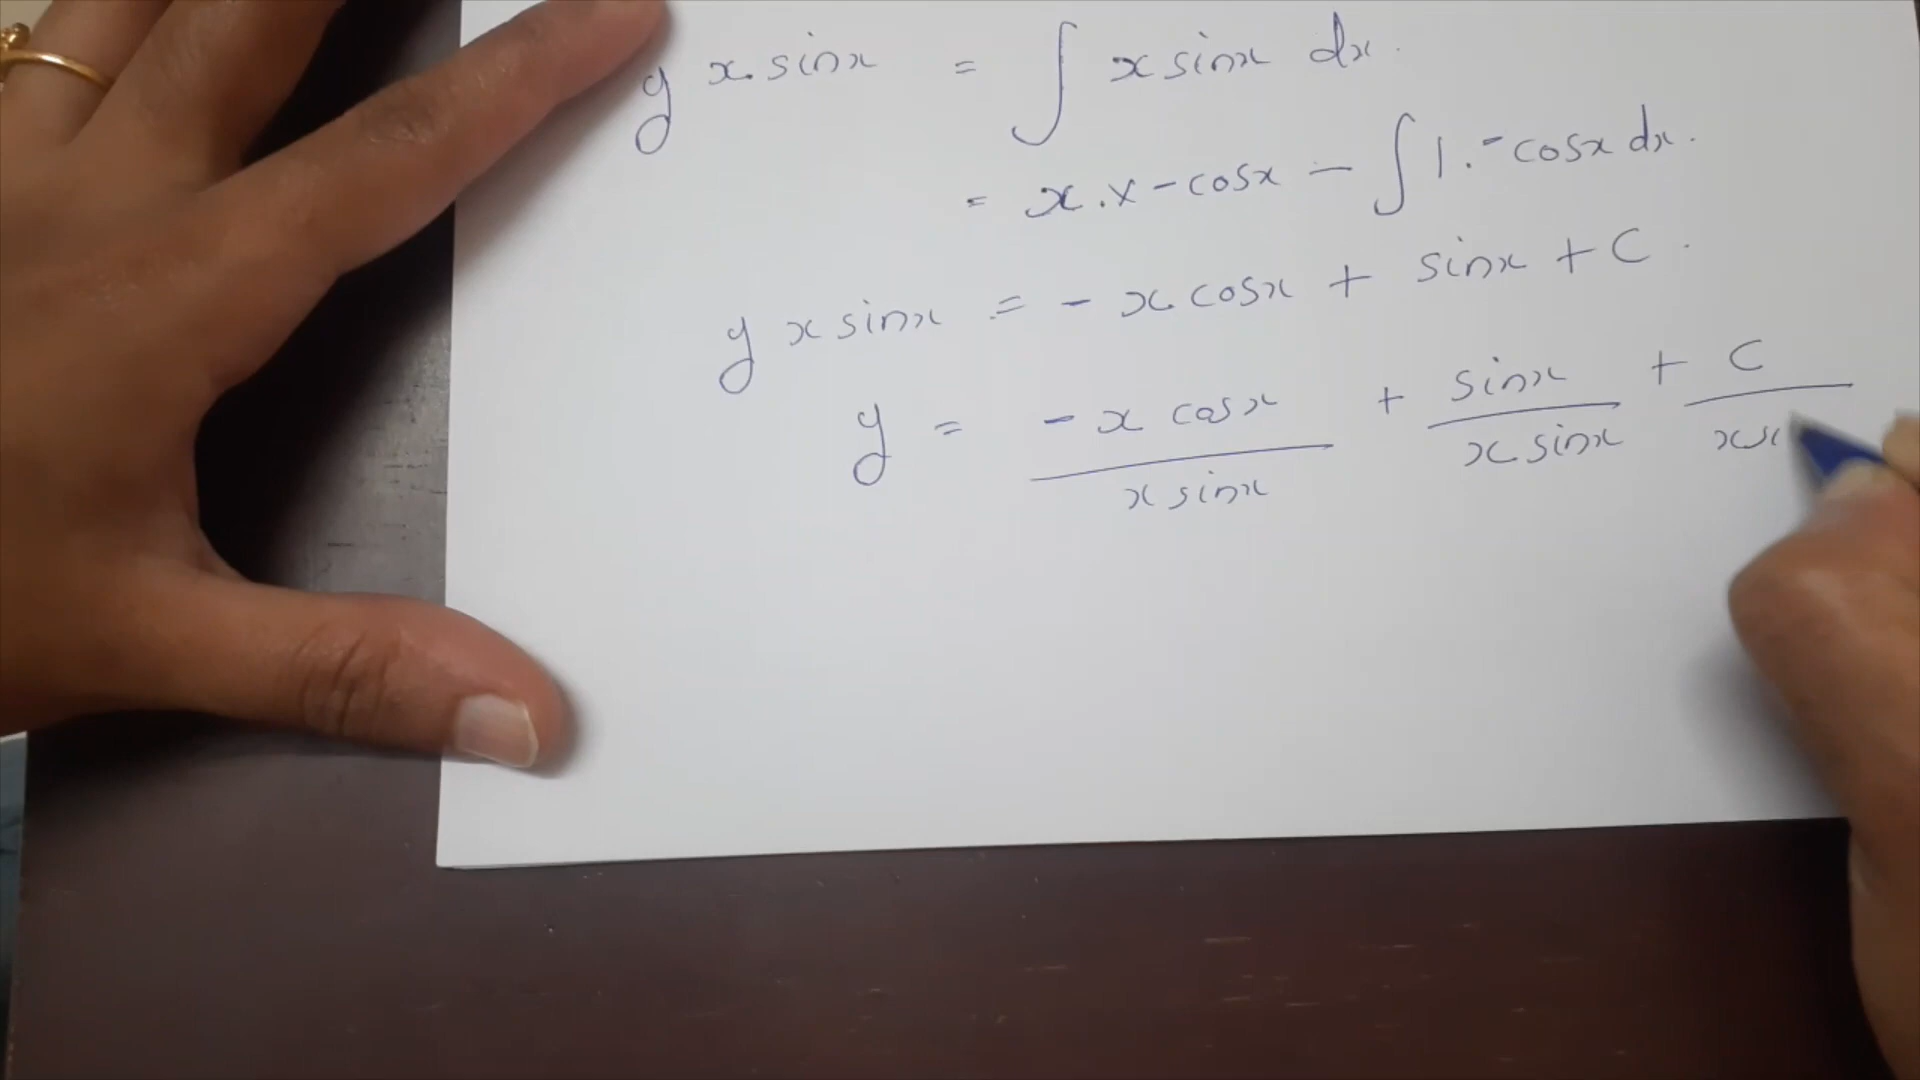 y x sinx = ∫ x sinx dx.
= x . x - cosx - ∫ 1 . - cosx dx.
y x sinx = - x cosx + sinx + C .
y = - x cosx / x sinx + sinx / x sinx + C /